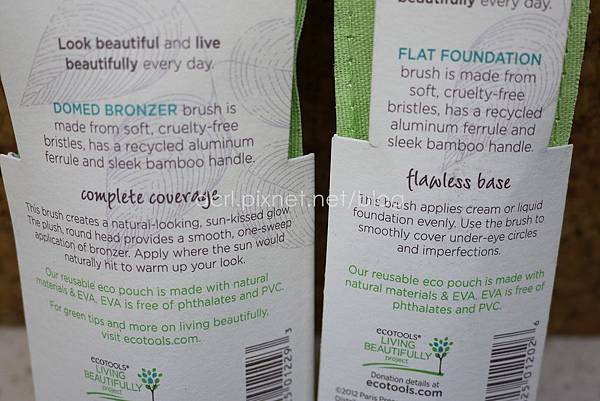 Look beautiful and live
beautifully every day.
DOMED BRONZER brush is
made from soft, cruelty-free
bristles, has a recycled aluminum
ferrule and sleek bamboo handle.
complete coverage
This brush creates a natural-looking, sun-kissed glow
The plush, round head provides a smooth, one-sweep
application of bronzer. Apply where the sun would
naturally hit to warm up your look.
Our reusable eco pouch is made with natural
materials & EVA. EVA is free of
phthalates and PVC.
For green tips and more on living beautifully,
visit ecotools.com.
ECOTOOLS®
LIVING
BEAUTIFULLY
project
beautifully every day.
FLAT FOUNDATION
brush is made from
soft, cruelty-free
bristles, has a recycled
aluminum ferrule and
sleek bamboo handle.
flawless base
This brush applies cream or liquid
foundation evenly. Use the brush to
smoothly cover under-eye circles
and imperfections.
Our reusable eco pouch is made with
natural materials & EVA. EVA is free of
phthalates and PVC.
ECOTOOLS®
LIVING
BEAUTIFULLY
project
Donation details at
ecotools.com
©2012 Paris
jcrl.pixnet.net/blog